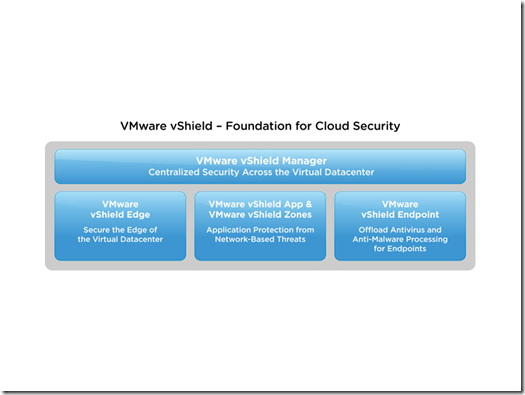 VMware vShield – Foundation for Cloud Security
VMware vShield Manager
Centralized Security Across the Virtual Datacenter
VMware
vShield Edge
Secure the Edge of
the Virtual Datacenter
VMware vShield App &
VMware vShield Zones
Application Protection from
Network-Based Threats
VMware
vShield Endpoint
Offload Antivirus and
Anti-Malware Processing
for Endpoints